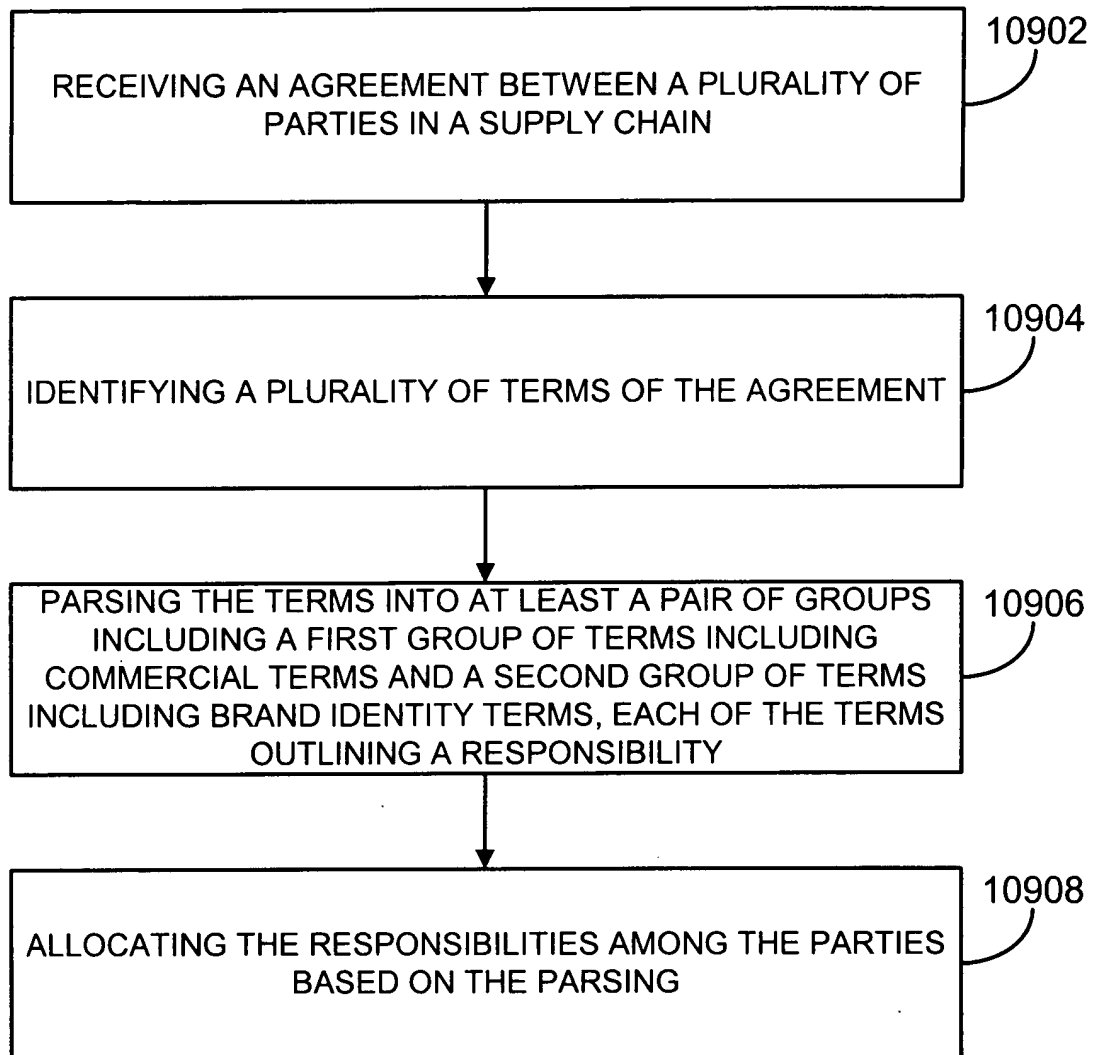 10902
RECEIVING AN AGREEMENT BETWEEN A PLURALITY OF
PARTIES IN A SUPPLY CHAIN
10904
IDENTIFYING A PLURALITY OF TERMS OF THE AGREEMENT
10906
PARSING THE TERMS INTO AT LEAST A PAIR OF GROUPS
INCLUDING A FIRST GROUP OF TERMS INCLUDING
COMMERCIAL TERMS AND A SECOND GROUP OF TERMS
INCLUDING BRAND IDENTITY TERMS, EACH OF THE TERMS
OUTLINING A RESPONSIBILITY
10908
ALLOCATING THE RESPONSIBILITIES AMONG THE PARTIES
BASED ON THE PARSING